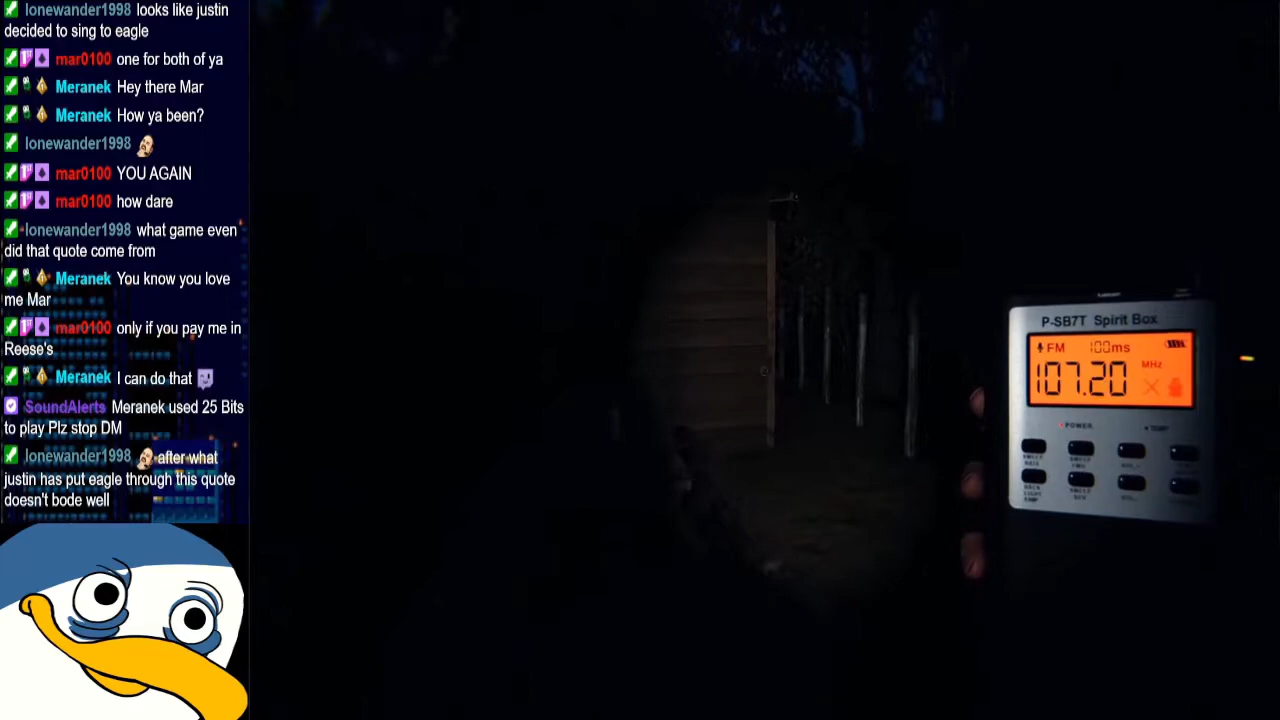 lonewander1998 looks like justin
decided to sing to eagle
mar0100 one for both of ya
Meranek Hey there Mar
Meranek How ya been?
lonewander1998
mar0100 YOU AGAIN
mar0100 how dare
lonewander1998 what game even
did that quote come from
Meranek You know you love
me Mar
mar0100 only if you pay me in
Reese's
Meranek I can do that
SoundAlerts Meranek used 25 Bits
to play Plz stop DM
lonewander1998 after what
justin has put eagle through this quote
doesn't bode well
P-SB7T Spirit Box
FM 100ms
107.20 MHz
POWER